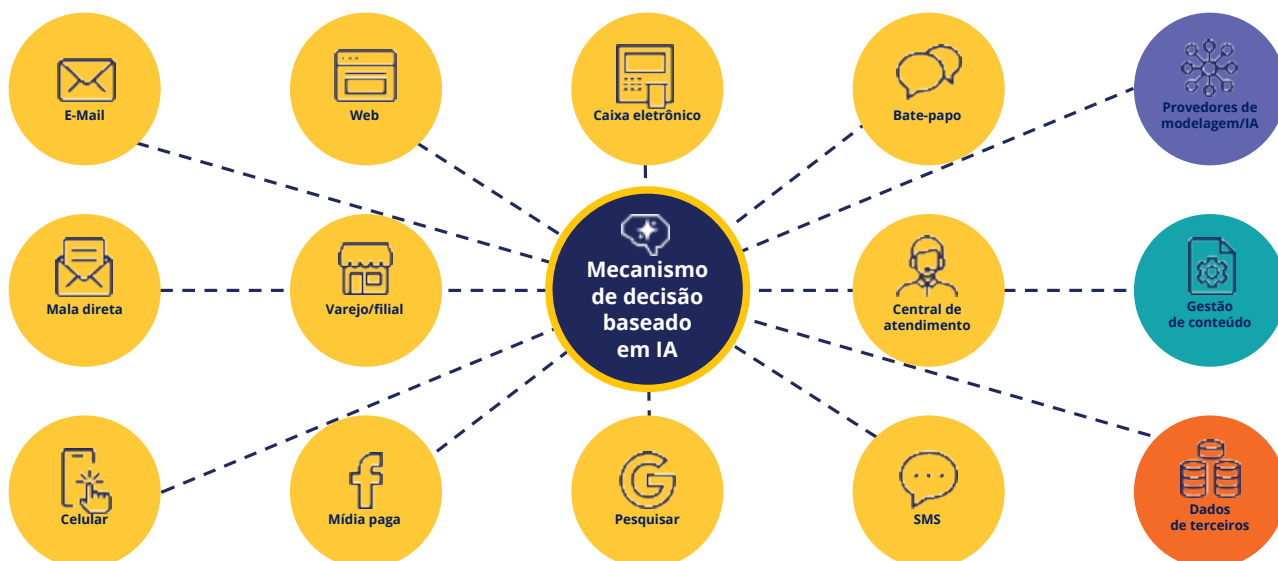 E-Mail
Web
Caixa eletrônico
Bate-papo
Provedores de
modelagem/IA
Mecanismo
de decisão
baseado
em IA
Mala direta
Varejo/filial
Central de
atendimento
Gestão
de conteúdo
Celular
Mídia paga
Pesquisar
SMS
Dados
de terceiros